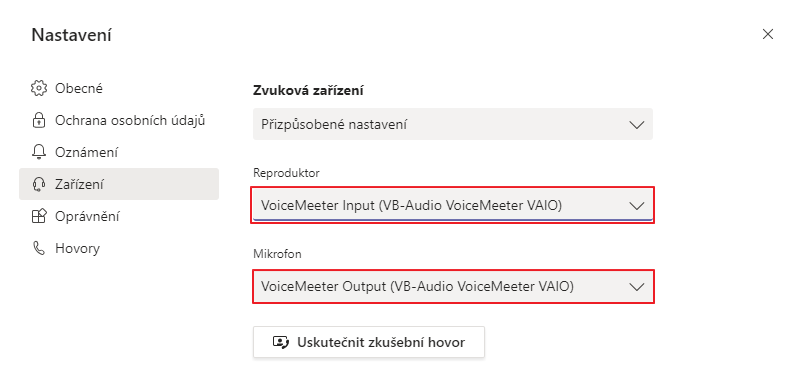 Nastavení
Obecné
Ochrana osobních údajů
Oznámení
Zařízení
Oprávnění
Hovory
Zvuková zařízení
Přizpůsobené nastavení
Reproduktor
VoiceMeeter Input (VB-Audio VoiceMeeter VAIO)
Mikrofon
VoiceMeeter Output (VB-Audio VoiceMeeter VAIO)
Uskutečnit zkušební hovor